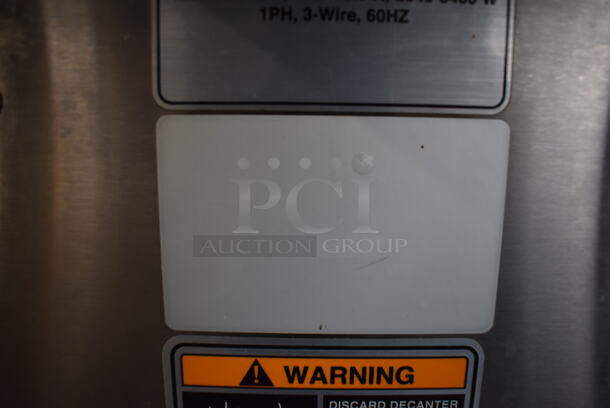 1PH, 3-Wire, 60HZ
PCI
AUCTION GROUP
WARNING
DISCARD DECANTER